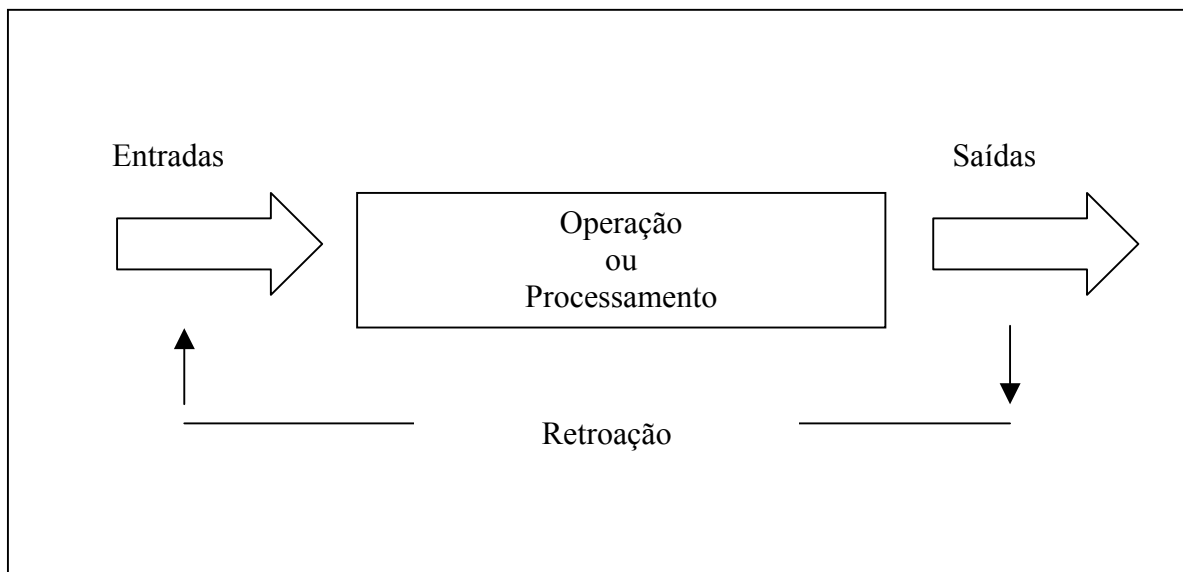 Entradas
Saídas
Operação
ou
Processamento
Retroação